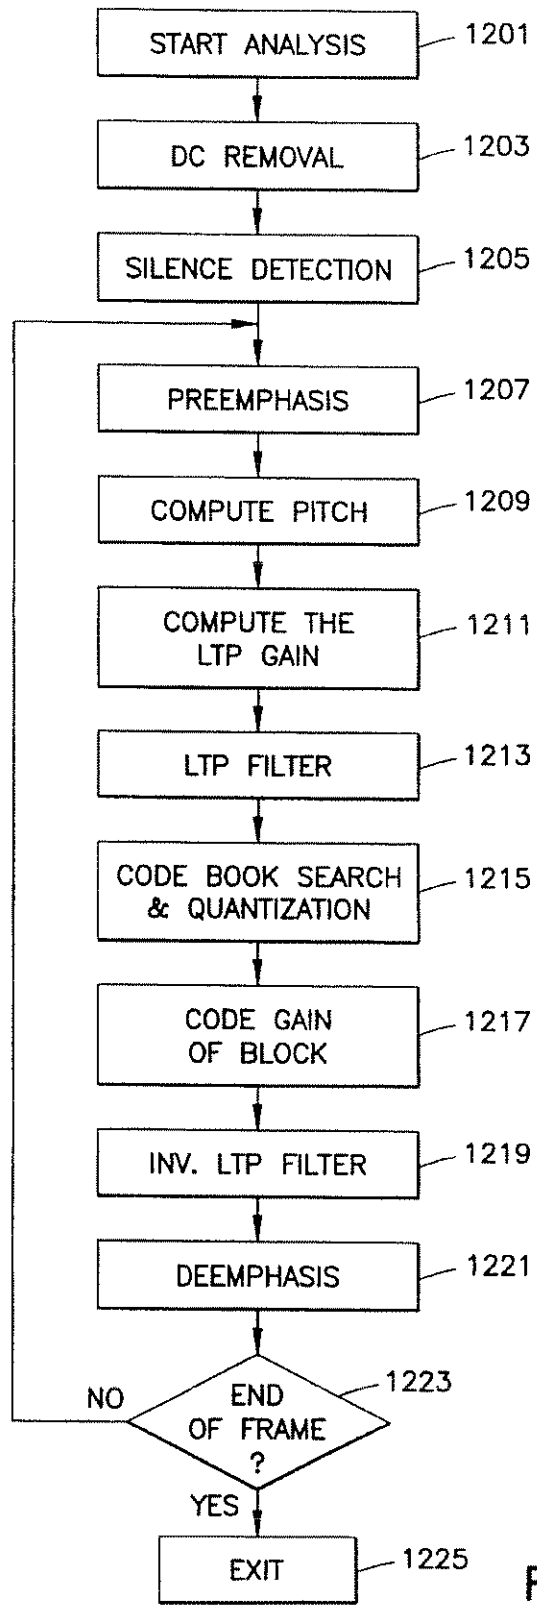 START ANALYSIS
1201
DC REMOVAL
1203
SILENCE DETECTION
1205
PREEMPHASIS
1207
COMPUTE PITCH
1209
COMPUTE THE
LTP GAIN
1211
LTP FILTER
1213
CODE BOOK SEARCH
& QUANTIZATION
1215
CODE GAIN
OF BLOCK
1217
INV. LTP FILTER
1219
DEEMPHASIS
1221
END
OF FRAME
?
1223
NO
YES
EXIT
1225